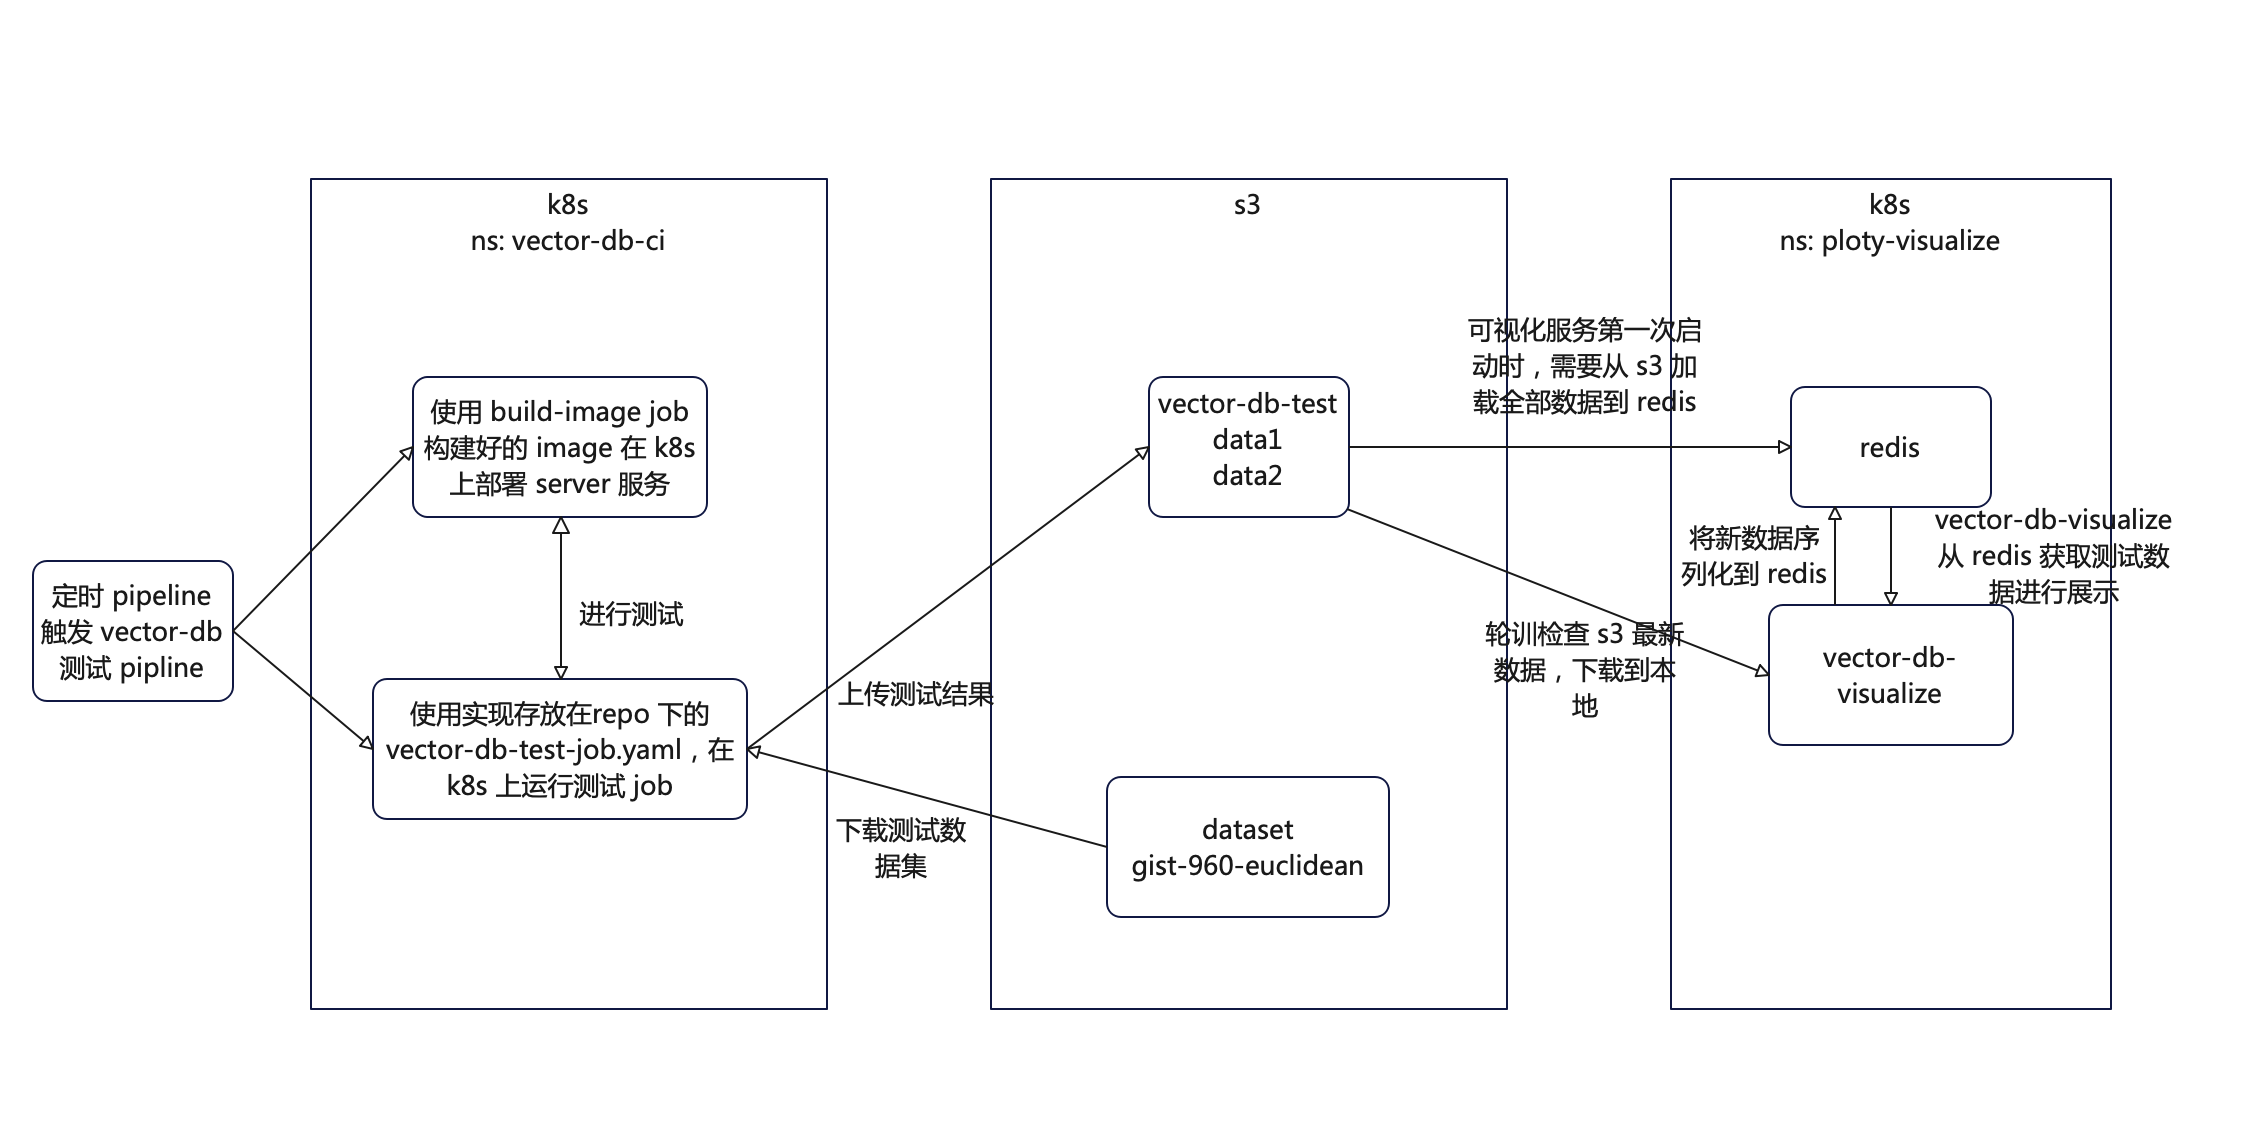 k8s
ns: vector-db-ci
s3
k8s
ns: ploty-visualize
使用 build-image job
构建好的 image 在 k8s
上部署 server 服务
定时 pipeline
触发 vector-db
测试 pipline
进行测试
使用实现存放在repo 下的
vector-db-test-job.yaml，在
k8s 上运行测试 job
上传测试结果
下载测试数
据集
vector-db-test
data1
data2
dataset
gist-960-euclidean
可视化服务第一次启
动时，需要从 s3 加
载全部数据到 redis
轮训检查 s3 最新
数据，下载到本
地
redis
将新数据序
列化到 redis
vector-db-visualize
从 redis 获取测试数
据进行展示
vector-db-
visualize